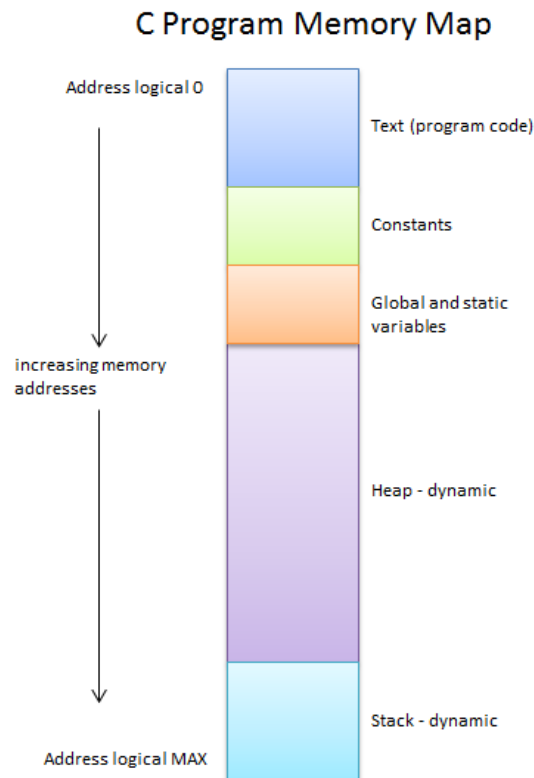 C Program Memory Map
Address logical 0
Text (program code)
Constants
Global and static
variables
increasing memory
addresses
Heap - dynamic
Stack - dynamic
Address logical MAX